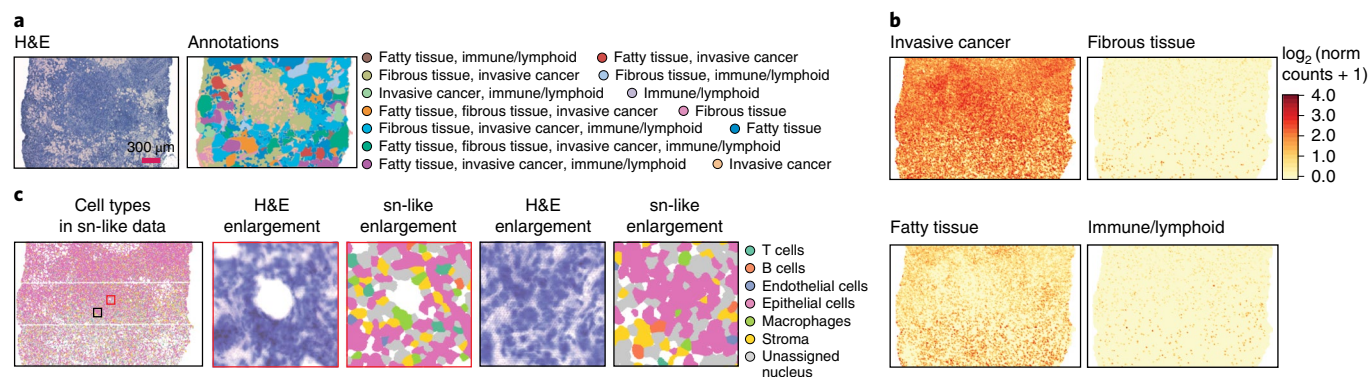 a
H&E
Annotations
300 µm
Fatty tissue, immune/lymphoid
Fatty tissue, invasive cancer
Fibrous tissue, invasive cancer
Fibrous tissue, immune/lymphoid
Invasive cancer, immune/lymphoid
Immune/lymphoid
Fatty tissue, fibrous tissue, invasive cancer
Fibrous tissue
Fibrous tissue, invasive cancer, immune/lymphoid
Fatty tissue
Fatty tissue, fibrous tissue, invasive cancer, immune/lymphoid
Fatty tissue, invasive cancer, immune/lymphoid
Invasive cancer
b
Invasive cancer
Fibrous tissue
log₂ (norm
counts + 1)
4.0
3.0
2.0
1.0
0.0
Fatty tissue
Immune/lymphoid
c
Cell types
in sn-like data
H&E
enlargement
sn-like
enlargement
H&E
enlargement
sn-like
enlargement
T cells
B cells
Endothelial cells
Epithelial cells
Macrophages
Stroma
Unassigned
nucleus